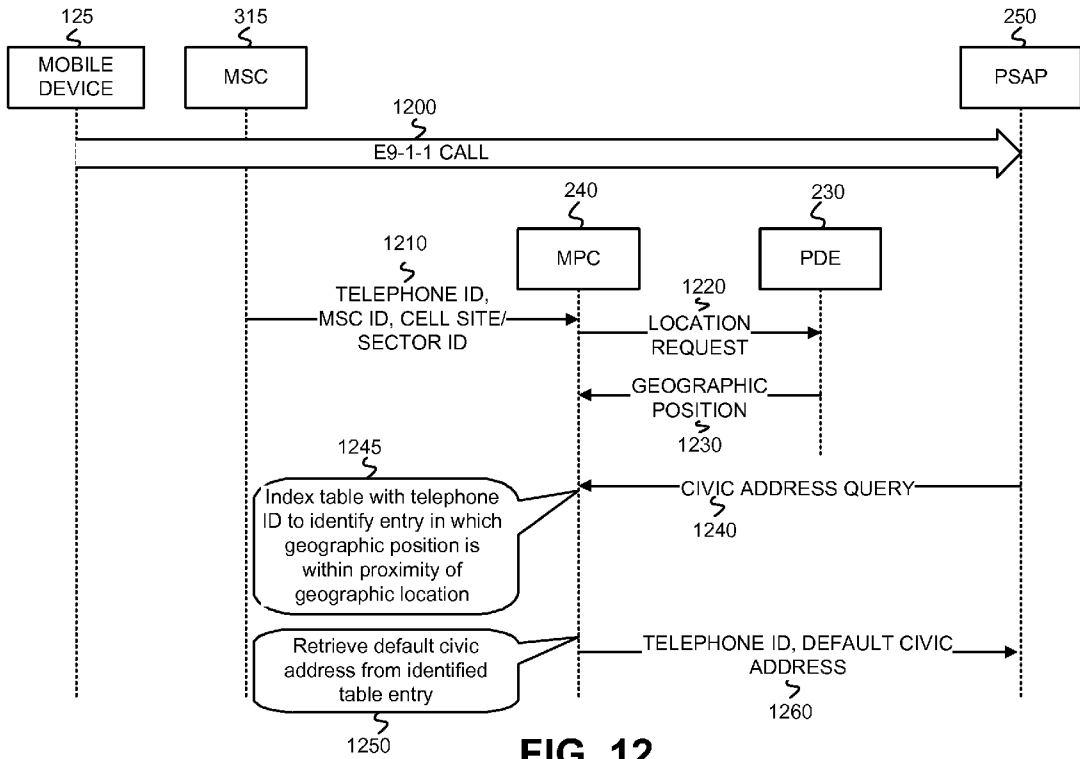 125
315
250
MOBILE
DEVICE
MSC
PSAP
1200
E9-1-1 CALL
240
230
MPC
PDE
1210
TELEPHONE ID,
MSC ID, CELL SITE/
SECTOR ID
1220
LOCATION
REQUEST
GEOGRAPHIC
POSITION
1230
1245
Index table with telephone
ID to identify entry in which
geographic position is
within proximity of
geographic location
CIVIC ADDRESS QUERY
1240
Retrieve default civic
address from identified
table entry
1250
TELEPHONE ID, DEFAULT CIVIC
ADDRESS
1260
FIG. 12